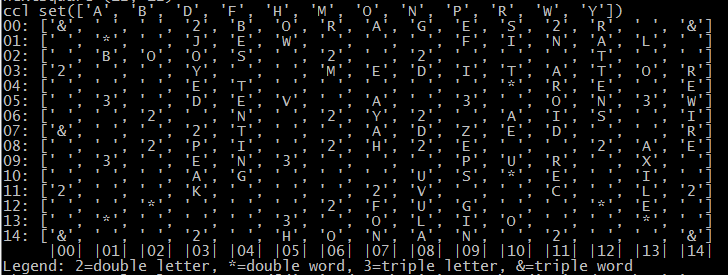 ccl set(['A', 'B', 'D', 'F', 'H', 'M', 'O', 'N', 'P', 'R', 'W', 'Y'])
00: ['&', ' ', ' ', '2', 'B', 'O', 'R', 'A', 'G', 'E', 'S', '2', 'R', ' ', '&']
01: [' ', '*', ' ', 'J', 'E', 'W', ' ', ' ', ' ', 'F', 'I', 'N', 'A', 'L', ' ']
02: [' ', 'B', 'O', 'O', 'S', ' ', '2', ' ', '2', ' ', ' ', ' ', 'T', ' ', ' ']
03: ['2', ' ', ' ', 'Y', ' ', ' ', 'M', 'E', 'D', 'I', 'T', 'A', 'T', 'O', 'R']
04: [' ', ' ', ' ', 'E', 'T', ' ', ' ', ' ', ' ', ' ', '*', 'R', 'E', ' ', 'E']
05: [' ', '3', ' ', 'D', 'E', 'V', ' ', 'A', ' ', '3', ' ', 'O', 'N', '3', 'W']
06: [' ', ' ', '2', ' ', 'N', ' ', '2', 'Y', '2', ' ', 'A', 'I', 'S', ' ', 'I']
07: ['&', ' ', ' ', '2', 'T', ' ', ' ', 'A', 'D', 'Z', 'E', 'D', ' ', ' ', 'R']
08: [' ', ' ', '2', 'P', 'I', ' ', '2', 'H', '2', 'E', ' ', ' ', '2', 'A', 'E']
09: [' ', '3', ' ', 'E', 'N', '3', ' ', ' ', ' ', 'P', 'U', 'R', ' ', 'X', ' ']
10: [' ', ' ', ' ', 'A', 'G', ' ', ' ', ' ', 'U', 'S', '*', 'E', ' ', 'I', ' ']
11: ['2', ' ', ' ', 'K', ' ', ' ', ' ', '2', 'V', ' ', ' ', 'C', ' ', 'L', '2']
12: [' ', ' ', '*', ' ', ' ', ' ', '2', 'F', 'U', 'G', ' ', 'E', '*', ' ', ' ']
13: [' ', '*', ' ', ' ', ' ', '3', ' ', 'O', 'L', 'I', 'O', ' ', ' ', '*', ' ']
14: ['&', ' ', ' ', '2', ' ', 'H', 'O', 'N', 'A', 'N', ' ', '2', ' ', ' ', '&']
|00| |01| |02| |03| |04| |05| |06| |07| |08| |09| |10| |11| |12| |13| |14|
Legend: 2=double letter, *=double word, 3=triple letter, &=triple word